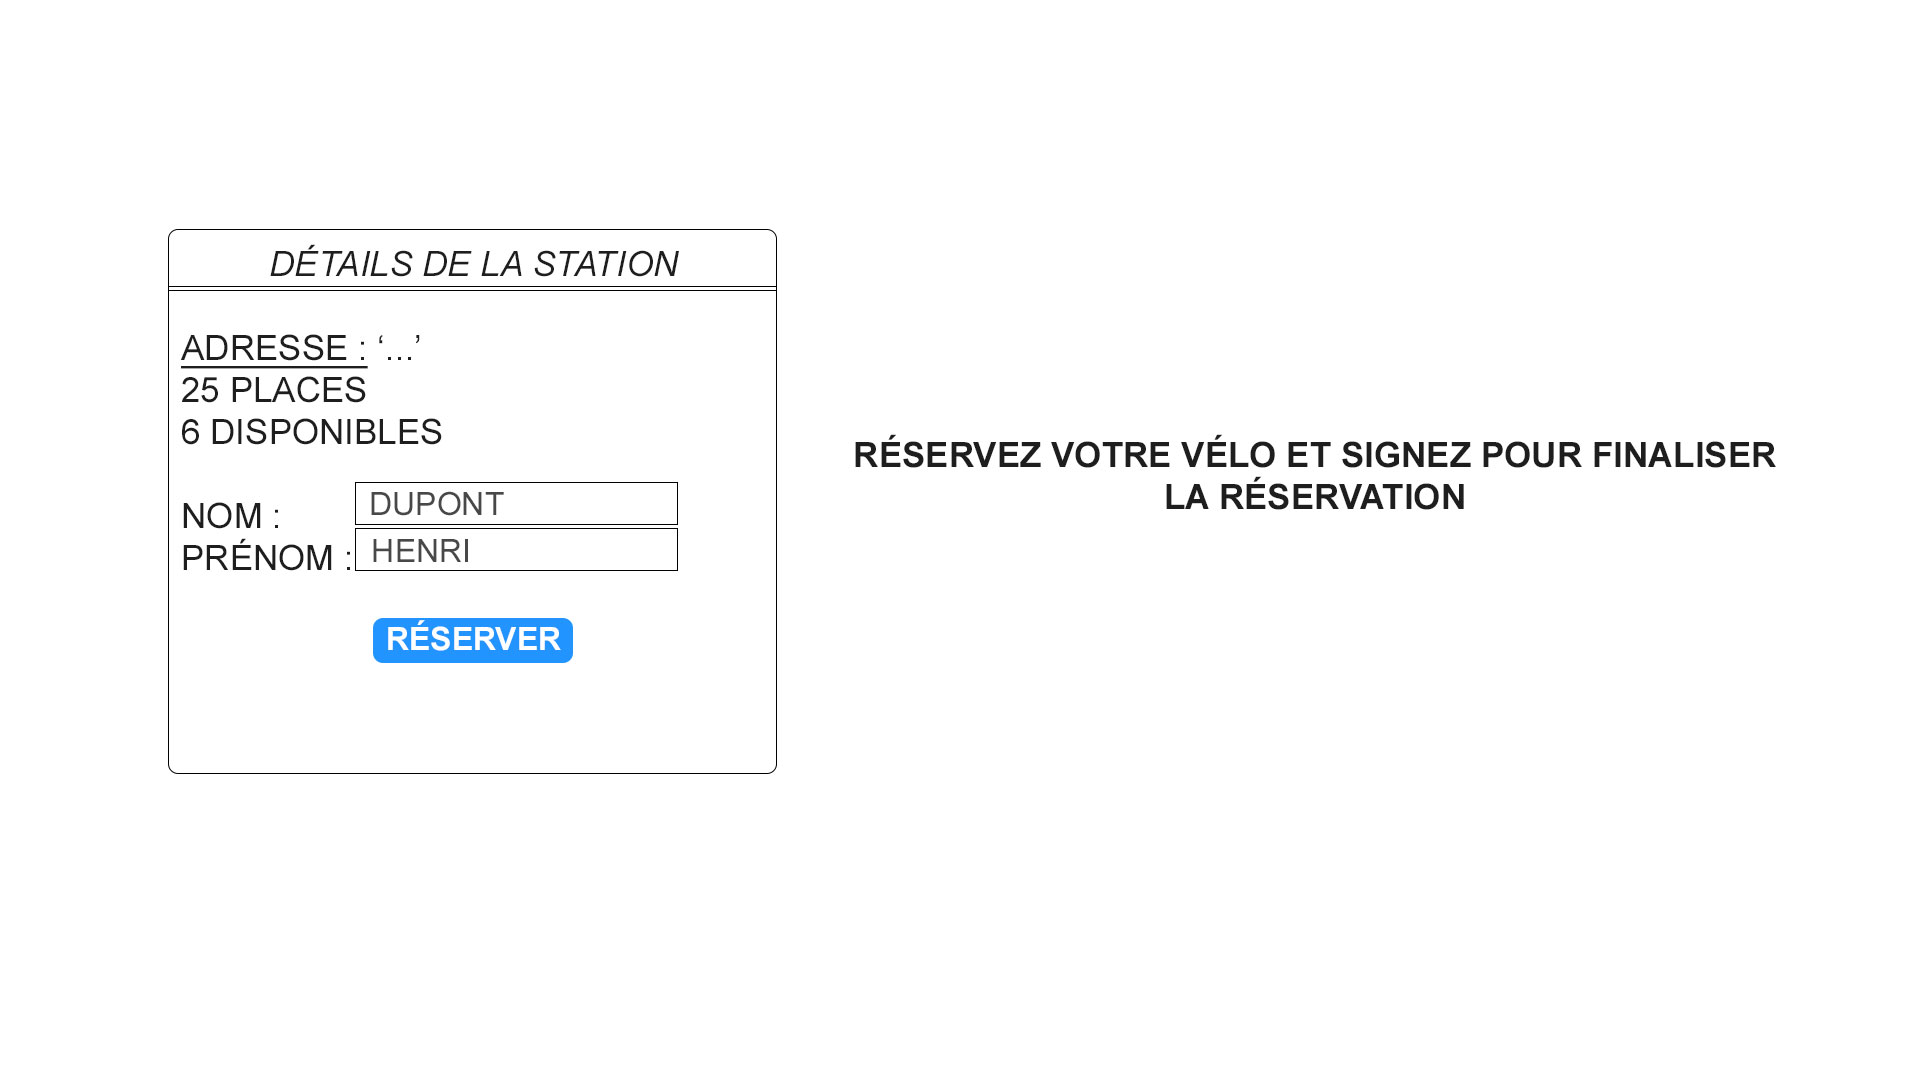 DÉTAILS DE LA STATION
ADRESSE : ‘...’
25 PLACES
6 DISPONIBLES
NOM : DUPONT
PRÉNOM : HENRI
RÉSERVER
RÉSERVEZ VOTRE VÉLO ET SIGNEZ POUR FINALISER
LA RÉSERVATION